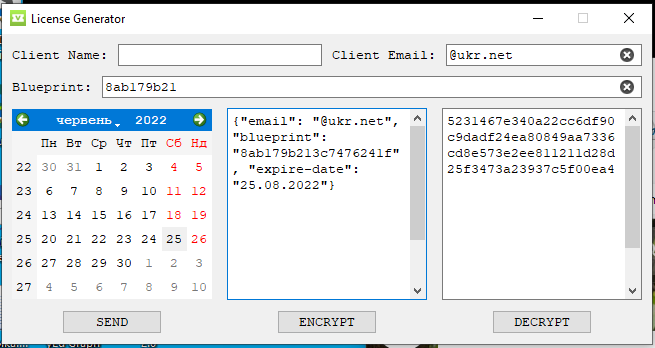 License Generator
Client Name:
Client Email: @ukr.net
Blueprint: 8ab179b21
червень, 2022
Пн Вт Ср Чт Пт Сб Нд
22 30 31 1 2 3 4 5
23 6 7 8 9 10 11 12
24 13 14 15 16 17 18 19
25 20 21 22 23 24 25 26
26 27 28 29 30 1 2 3
27 4 5 6 7 8 9 10
{"email": "@ukr.net",
"blueprint":
"8ab179b213c7476241f"
, "expire-date":
"25.08.2022"}
5231467e340a22cc6df90
c9dadf24ea80849aa7336
cd8e573e2ee811211d28d
25f3473a23937c5f00ea4
SEND
ENCRYPT
DECRYPT